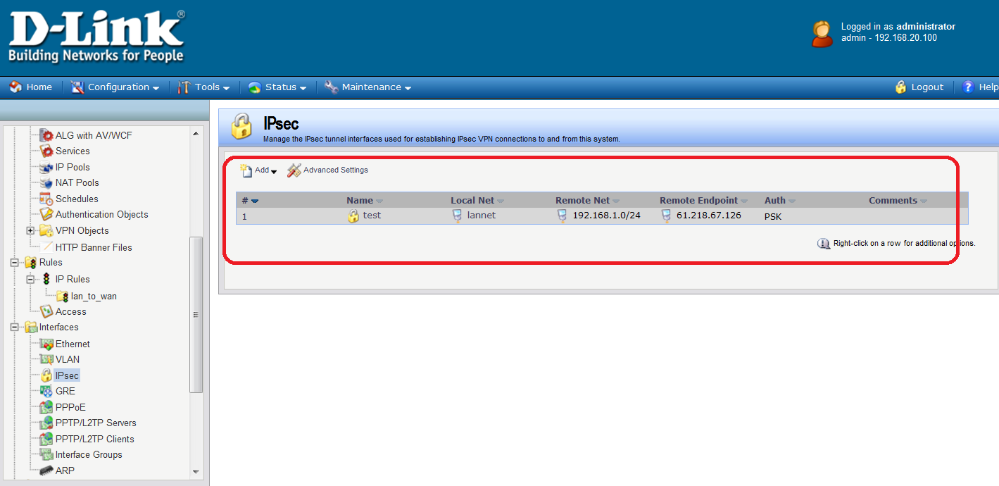 D-Link®
Building Networks for People
Logged in as administrator
admin - 192.168.20.100
Home Configuration Tools Status Maintenance Logout Help
ALG with AV/WCF
Services
IP Pools
NAT Pools
Schedules
Authentication Objects
VPN Objects
HTTP Banner Files
Rules
IP Rules
lan_to_wan
Access
Interfaces
Ethernet
VLAN
IPsec
GRE
PPPoE
PPTP/L2TP Servers
PPTP/L2TP Clients
Interface Groups
ARP
IPsec
Manage the IPsec tunnel interfaces used for establishing IPsec VPN connections to and from this system.
Add Advanced Settings
# Name Local Net Remote Net Remote Endpoint Auth Comments
1 test lannet 192.168.1.0/24 61.218.67.126 PSK
Right-click on a row for additional options.